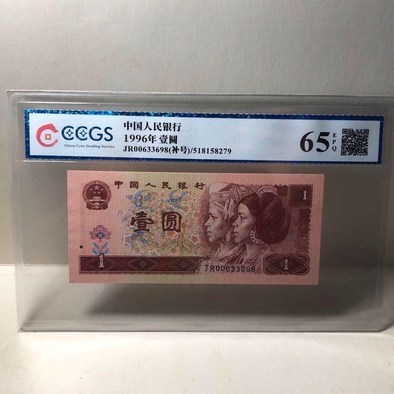 CCGS
China Coin Grading Service
中国人民银行
1996年 壹圆
JR00633698(补号)/518158279
65
EPQ
中国人民银行
1
壹圆
JR00633698
1
1